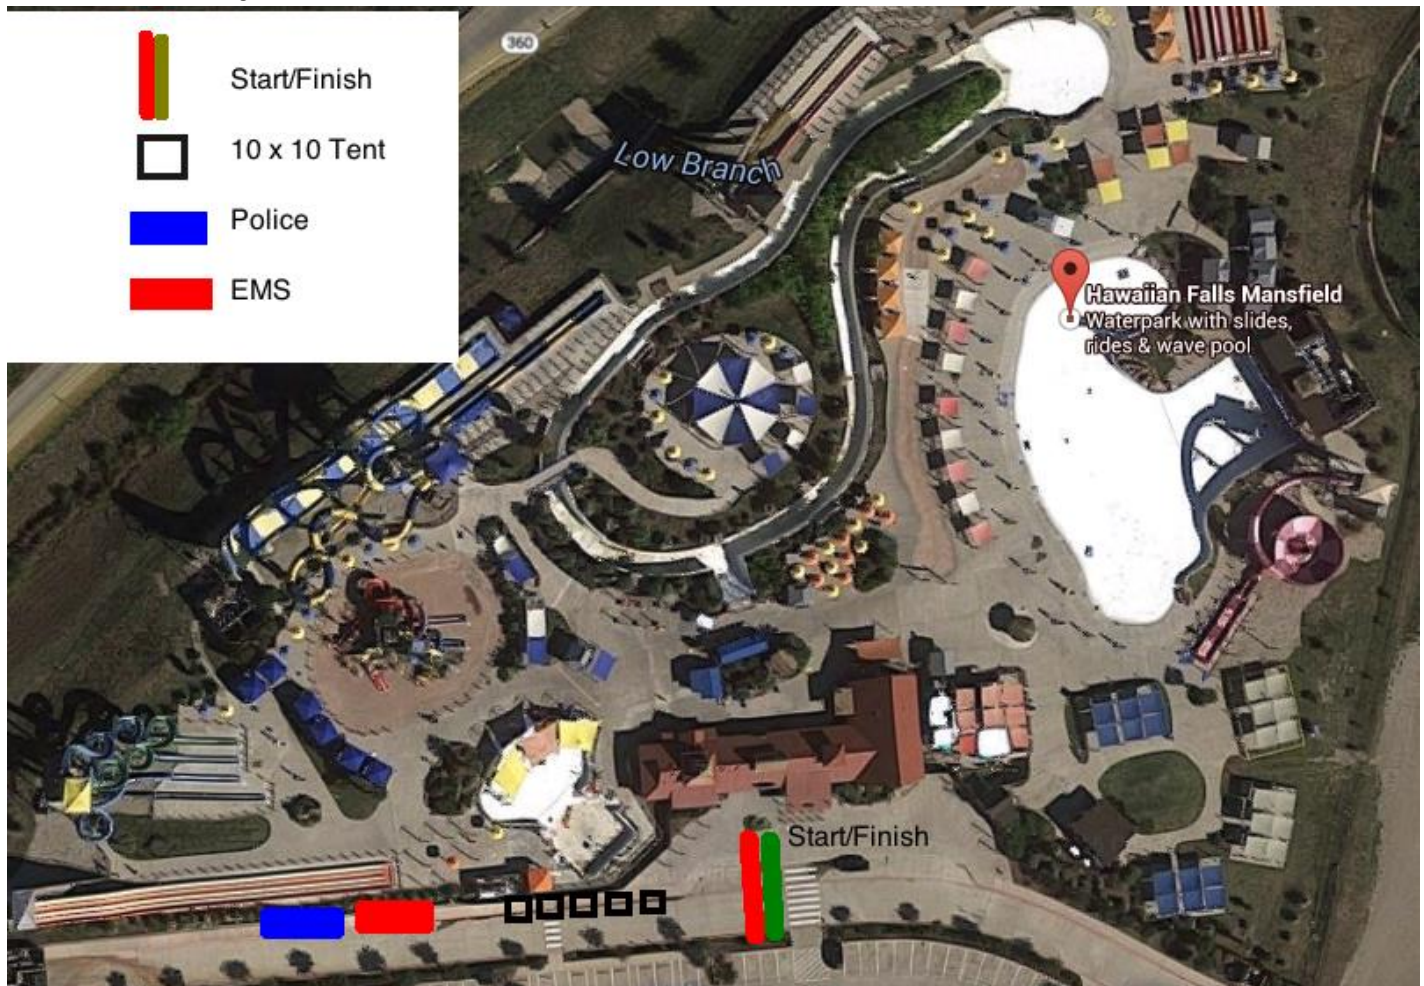 360
Start/Finish
10 x 10 Tent
Police
EMS
Low Branch
Hawaiian Falls Mansfield
Waterpark with slides,
rides & wave pool
Start/Finish